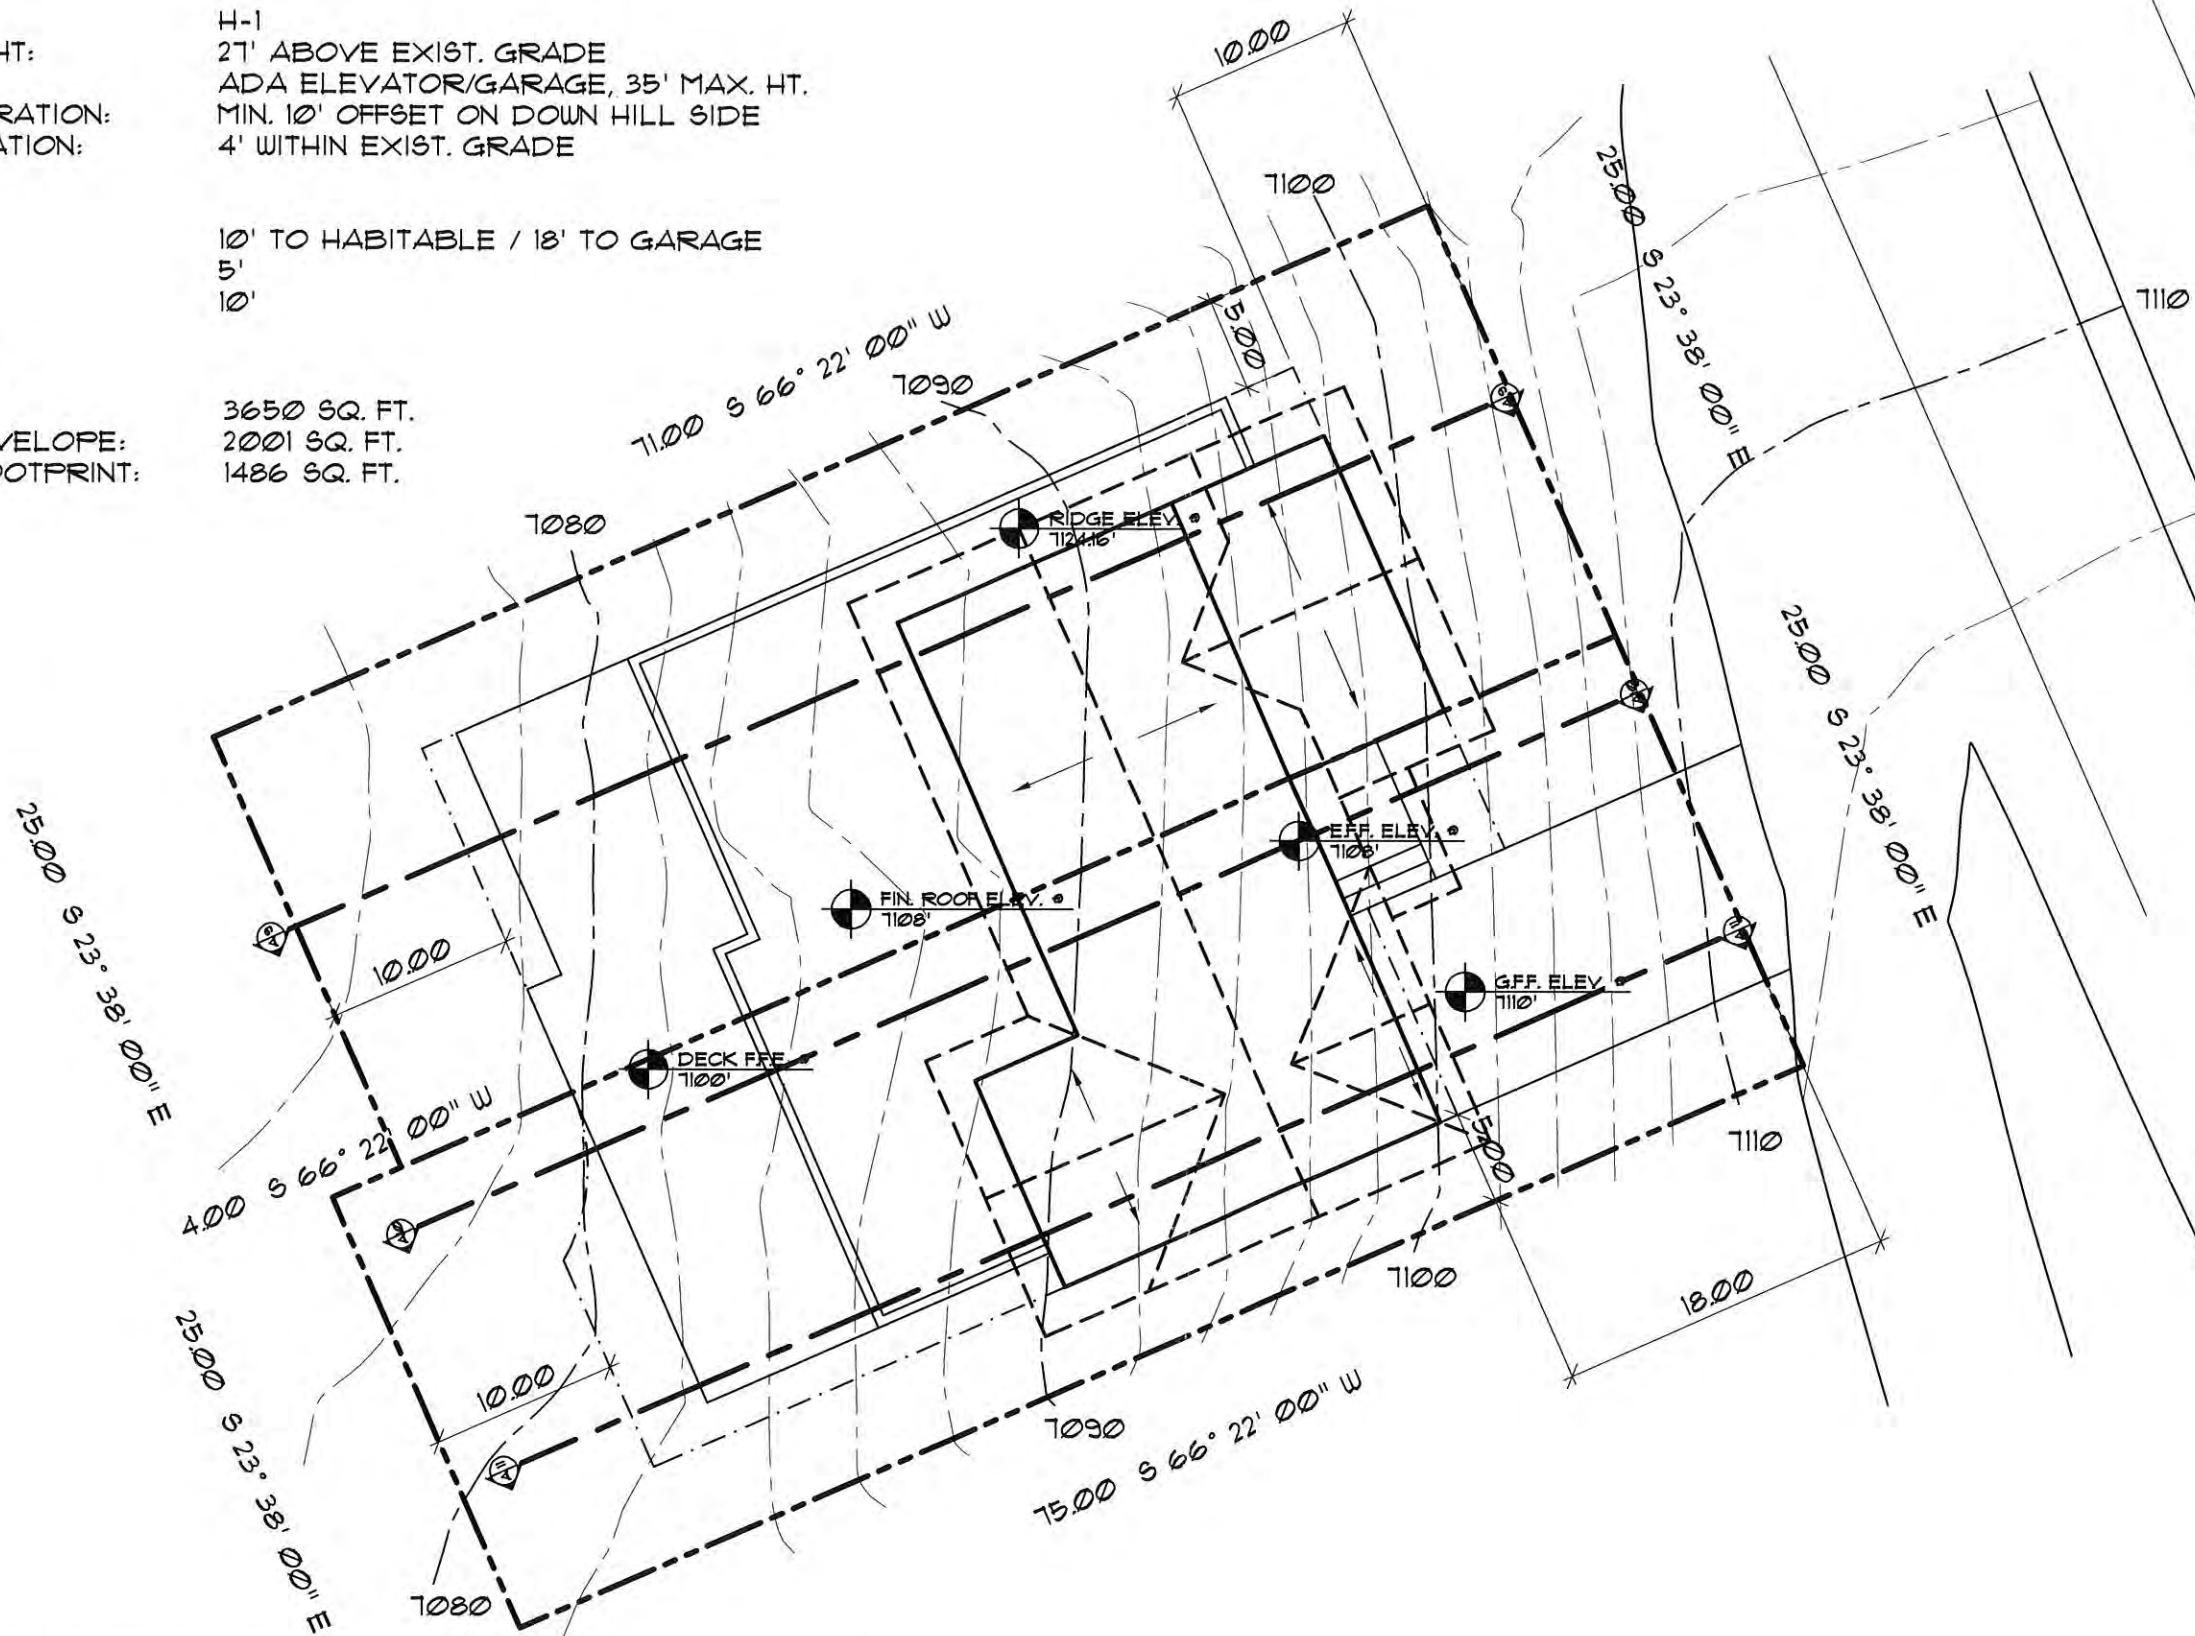 H-1
HT: 27' ABOVE EXIST. GRADE
ADA ELEVATOR/GARAGE, 35' MAX. HT.
RATION: MIN. 10' OFFSET ON DOWN HILL SIDE
ATION: 4' WITHIN EXIST. GRADE
10' TO HABITABLE / 18' TO GARAGE
5'
10'
3650 SQ. FT.
VELOPE: 2001 SQ. FT.
OOTPRINT: 1486 SQ. FT.
10.00
7100
25.00 S 23° 38' 00" E
7110
5.00
71.00 S 66° 22' 00" W
7090
7080
RIDGE ELEV. @
7124.16'
25.00 S 23° 38' 00" E
E.F.F. ELEV. @
7108'
FIN. ROOF ELEV. @
7108'
25.00 S 23° 38' 00" E
10.00
G.F.F. ELEV. @
7110'
DECK F.F.E. @
7100'
4.00 S 66° 22' 00" W
5.00
7110
7100
18.00
25.00 S 23° 38' 00" E
10.00
7090
75.00 S 66° 22' 00" W
7080